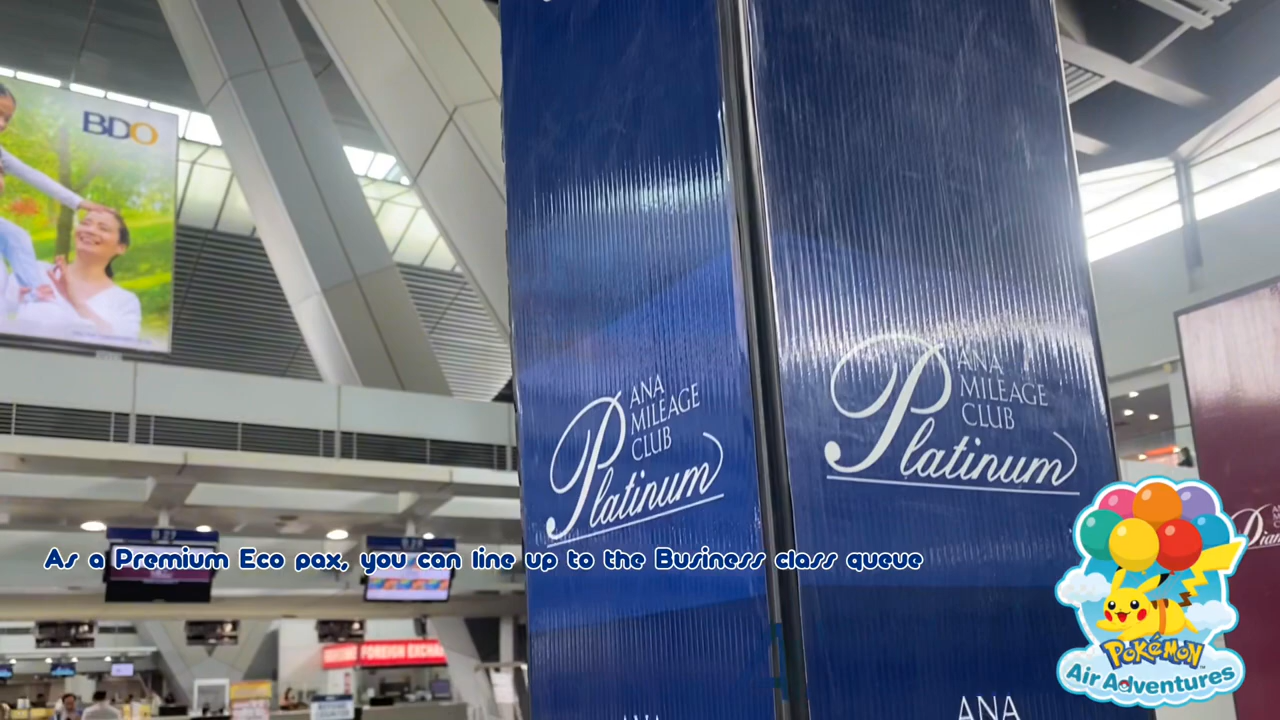 BDO
ANA
MILEAGE
CLUB
Platinum
ANA
MILEAGE
CLUB
Platinum
As a Premium Eco pax, you can line up to the Business class queue
FOREIGN EXCHA
POKéMON
Air Adventures
ANA